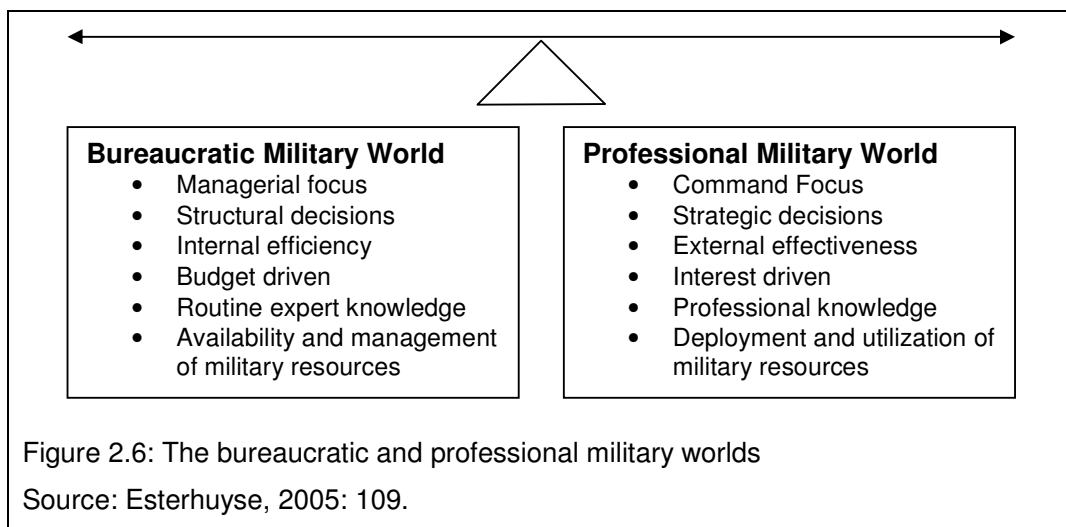 Bureaucratic Military World
• Managerial focus
• Structural decisions
• Internal efficiency
• Budget driven
• Routine expert knowledge
• Availability and management
of military resources
Professional Military World
• Command Focus
• Strategic decisions
• External effectiveness
• Interest driven
• Professional knowledge
• Deployment and utilization of
military resources
Figure 2.6: The bureaucratic and professional military worlds
Source: Esterhuyse, 2005: 109.